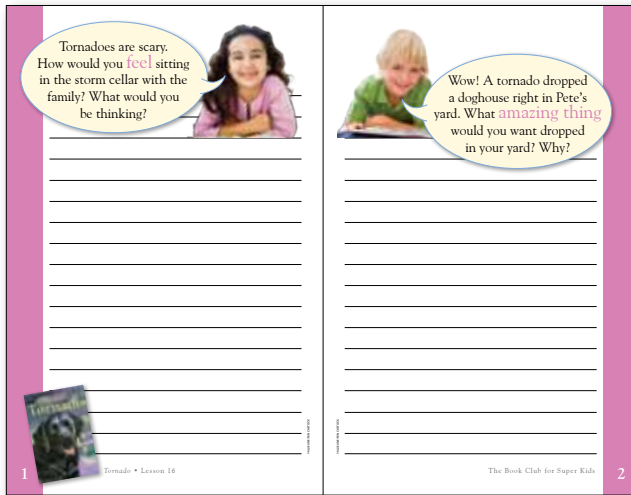 Tornadoes are scary.
How would you feel sitting
in the storm cellar with the
family? What would you
be thinking?
Tornado
1
Tornado • Lesson 16
Wow! A tornado dropped
a doghouse right in Pete's
yard. What amazing thing
would you want dropped
in your yard? Why?
The Book Club for Super Kids
2